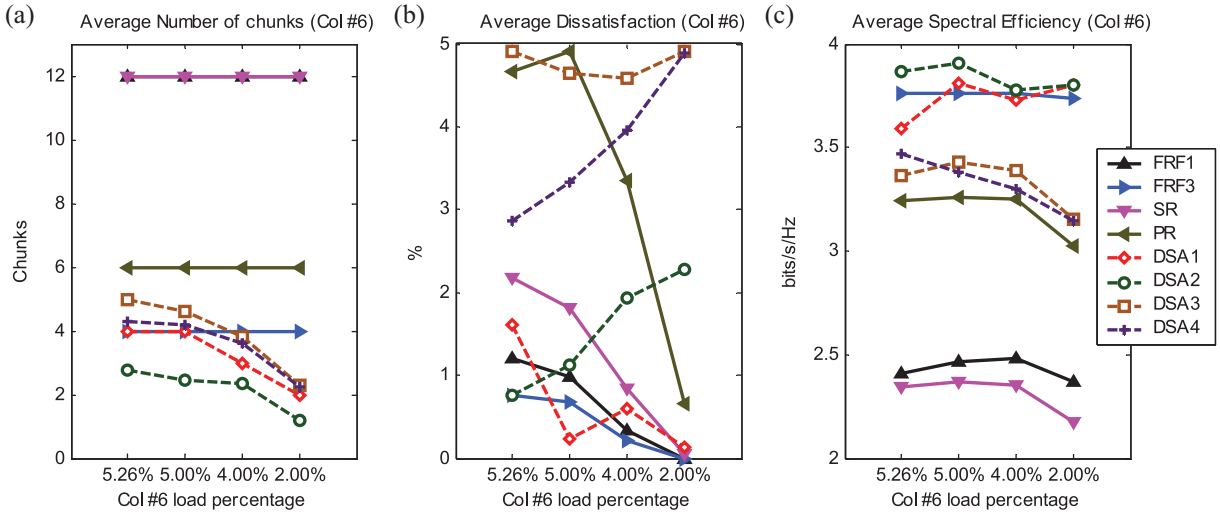 (a)
Average Number of chunks (Col #6)
12
10
8
6
4
2
0
Chunks
5.26% 5.00% 4.00% 2.00%
Col #6 load percentage
(b)
Average Dissatisfaction (Col #6)
5
4
3
2
1
0
%
5.26% 5.00% 4.00% 2.00%
Col #6 load percentage
(c)
Average Spectral Efficiency (Col #6)
4
3.5
3
2.5
2
bits/s/Hz
5.26% 5.00% 4.00% 2.00%
Col #6 load percentage
FRF1
FRF3
SR
PR
DSA1
DSA2
DSA3
DSA4